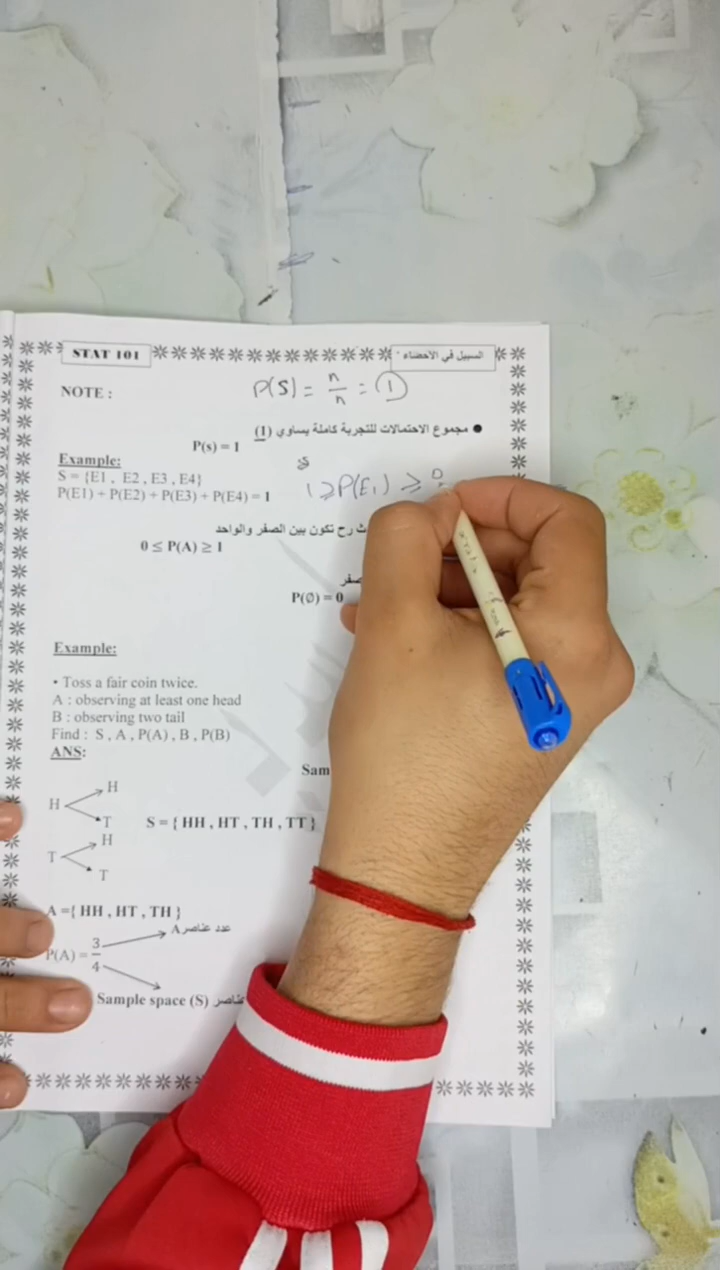 STAT 101
السبيل في الاحصاء
NOTE :
P(S) = n/n = 1
● مجموع الاحتمالات للتجربة كاملة يساوي (1)
P(s) = 1
Example:
S = {E1 , E2 , E3 , E4}
P(E1) + P(E2) + P(E3) + P(E4) = 1
1 ≥ P(E₁) ≥ 0
رح تكون بين الصفر والواحد
0 ≤ P(A) ≥ 1
صفر
P(∅) = 0
Example:
• Toss a fair coin twice.
A : observing at least one head
B : observing two tail
Find : S , A , P(A) , B , P(B)
ANS:
Sam
H
H
T
S = { HH , HT , TH , TT }
H
T
T
A ={ HH , HT , TH }
عدد عناصر A
P(A) = 3/4
Sample space (S) عناصر